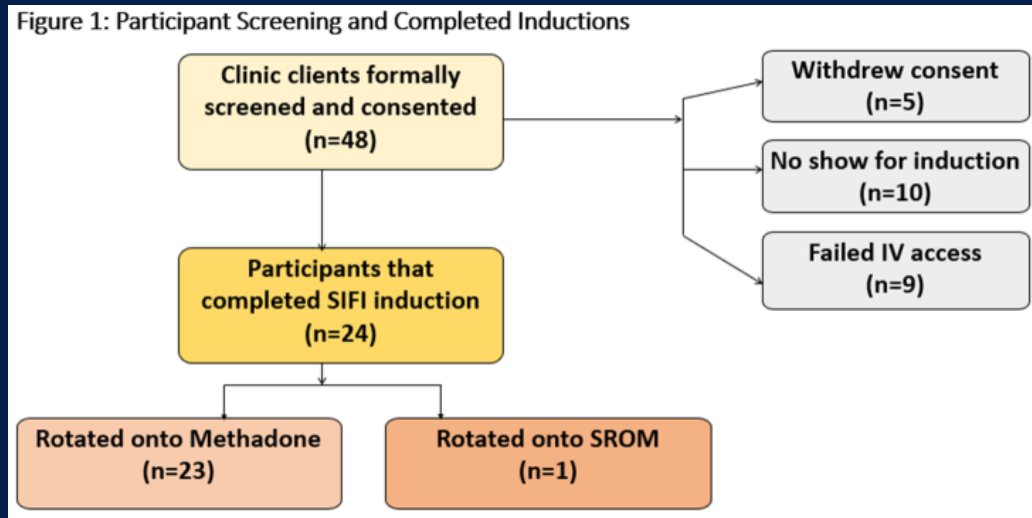 Figure 1: Participant Screening and Completed Inductions
Clinic clients formally
screened and consented
(n=48)
Withdrew consent
(n=5)
No show for induction
(n=10)
Failed IV access
(n=9)
Participants that
completed SIFI induction
(n=24)
Rotated onto Methadone
(n=23)
Rotated onto SROM
(n=1)